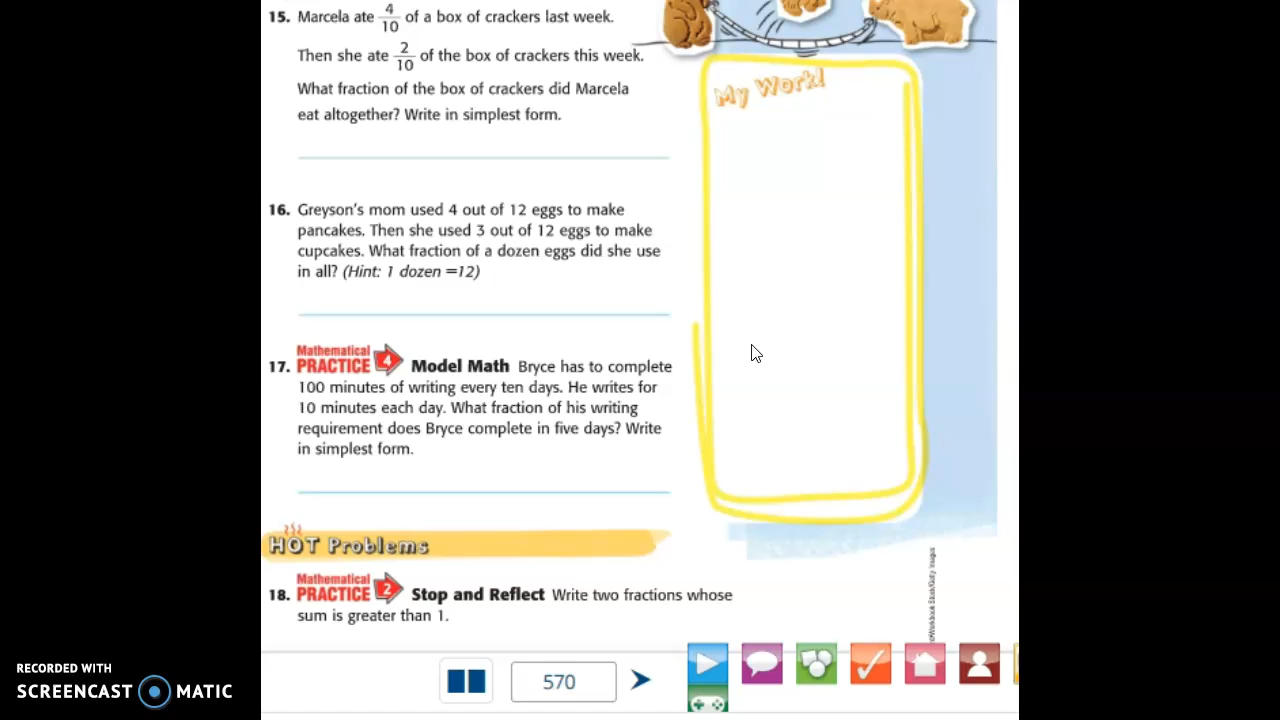 15. Marcela ate 4/10 of a box of crackers last week.
Then she ate 2/10 of the box of crackers this week.
What fraction of the box of crackers did Marcela
eat altogether? Write in simplest form.
My Work!
16. Greyson's mom used 4 out of 12 eggs to make
pancakes. Then she used 3 out of 12 eggs to make
cupcakes. What fraction of a dozen eggs did she use
in all? (Hint: 1 dozen =12)
17. Mathematical PRACTICE 4 Model Math Bryce has to complete
100 minutes of writing every ten days. He writes for
10 minutes each day. What fraction of his writing
requirement does Bryce complete in five days? Write
in simplest form.
HOT Problems
18. Mathematical PRACTICE 2 Stop and Reflect Write two fractions whose
sum is greater than 1.
570
RECORDED WITH
SCREENCAST MATIC